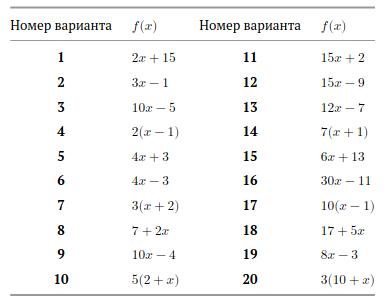 Номер варианта f(x) Номер варианта f(x)
1 2x + 15 11 15x + 2
2 3x − 1 12 15x − 9
3 10x − 5 13 12x − 7
4 2(x − 1) 14 7(x + 1)
5 4x + 3 15 6x + 13
6 4x − 3 16 30x − 11
7 3(x + 2) 17 10(x − 1)
8 7 + 2x 18 17 + 5x
9 10x − 4 19 8x − 3
10 5(2 + x) 20 3(10 + x)